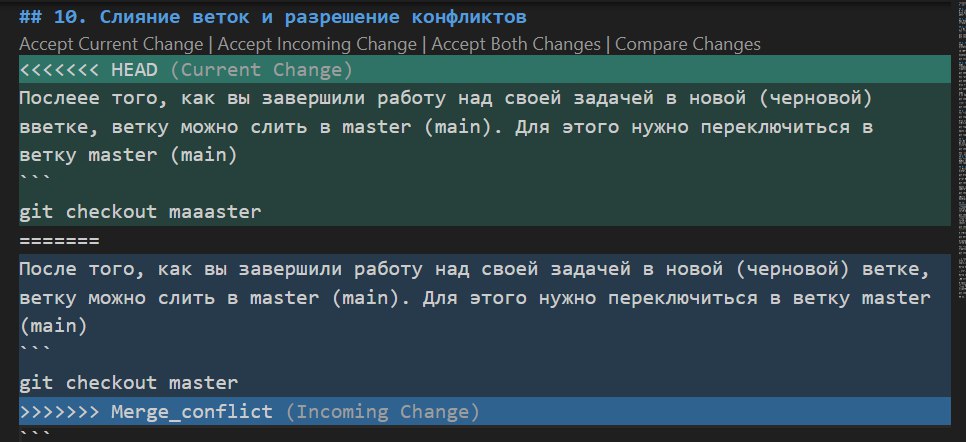 ## 10. Слияние веток и разрешение конфликтов
Accept Current Change | Accept Incoming Change | Accept Both Changes | Compare Changes
<<<<<<< HEAD (Current Change)
Послеее того, как вы завершили работу над своей задачей в новой (черновой)
вветке, ветку можно слить в master (main). Для этого нужно переключиться в
ветку master (main)
```
git checkout maaaster
=======
После того, как вы завершили работу над своей задачей в новой (черновой) ветке,
ветку можно слить в master (main). Для этого нужно переключиться в ветку master
(main)
```
git checkout master
>>>>>>> Merge_conflict (Incoming Change)
```